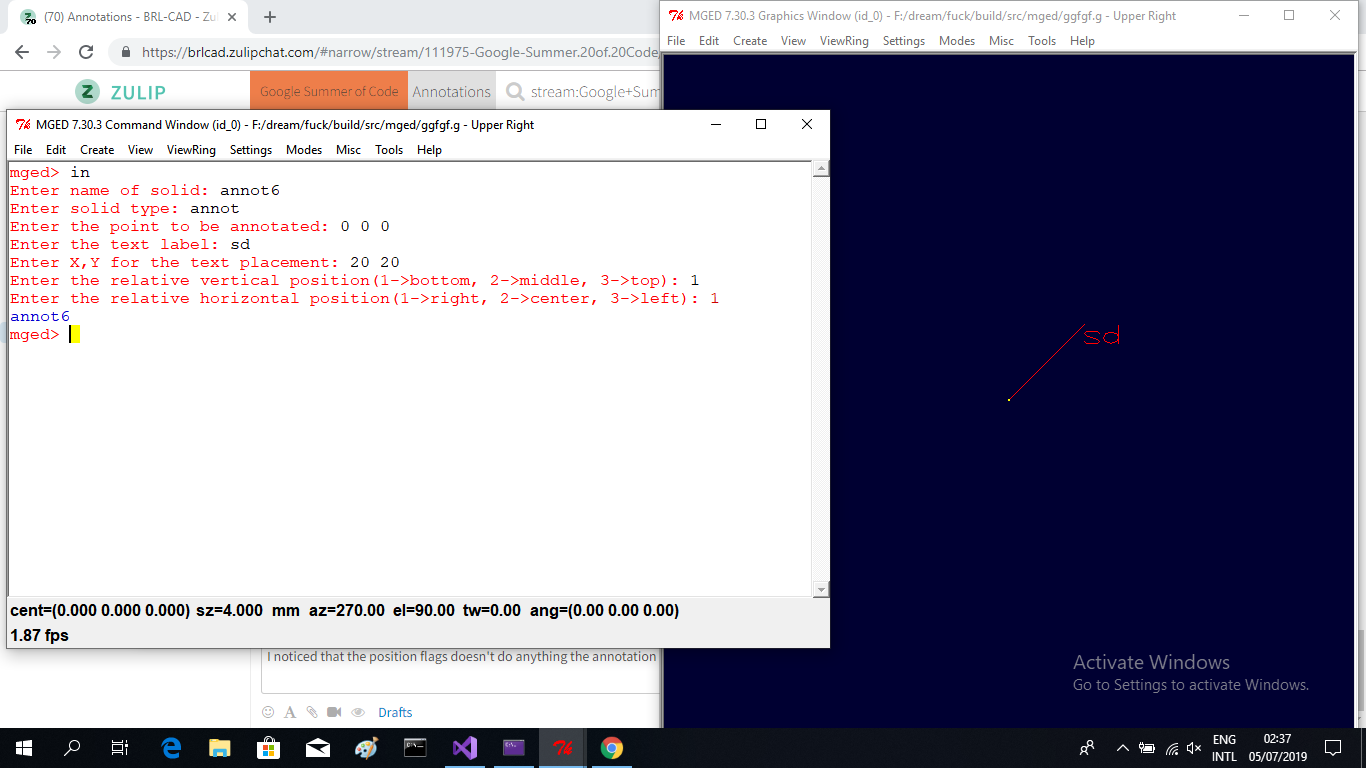 (70) Annotations - BRL-CAD - Zul
https://brlcad.zulipchat.com/#narrow/stream/111975-Google-Summer.20of.20Code
ZULIP
Google Summer of Code
Annotations
stream:Google+Sum
MGED 7.30.3 Graphics Window (id_0) - F:/dream/fuck/build/src/mged/ggfgf.g - Upper Right
File Edit Create View ViewRing Settings Modes Misc Tools Help
MGED 7.30.3 Command Window (id_0) - F:/dream/fuck/build/src/mged/ggfgf.g - Upper Right
File Edit Create View ViewRing Settings Modes Misc Tools Help
mged> in
Enter name of solid: annot6
Enter solid type: annot
Enter the point to be annotated: 0 0 0
Enter the text label: sd
Enter X,Y for the text placement: 20 20
Enter the relative vertical position(1->bottom, 2->middle, 3->top): 1
Enter the relative horizontal position(1->right, 2->center, 3->left): 1
annot6
mged>
cent=(0.000 0.000 0.000) sz=4.000 mm az=270.00 el=90.00 tw=0.00 ang=(0.00 0.00 0.00)
1.87 fps
sd
I noticed that the position flags doesn't do anything the annotation
Drafts
Activate Windows
Go to Settings to activate Windows.
ENG
INTL
02:37
05/07/2019